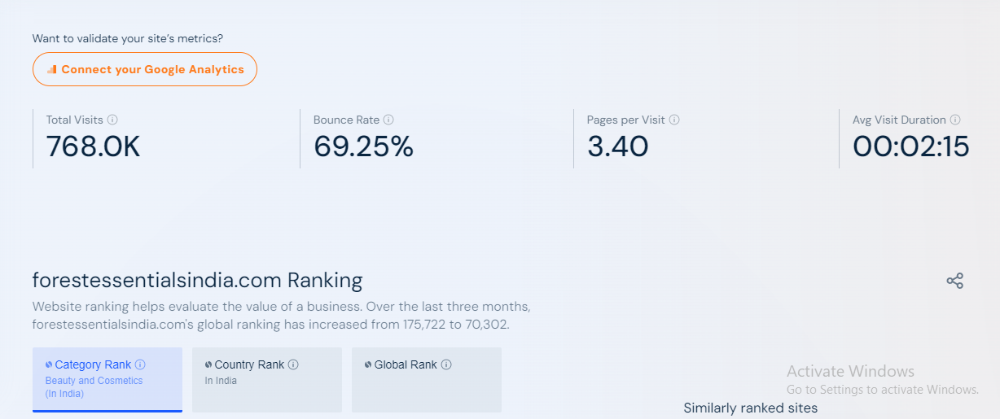 Want to validate your site's metrics?
Connect your Google Analytics
Total Visits
768.0K
Bounce Rate
69.25%
Pages per Visit
3.40
Avg Visit Duration
00:02:15
forestessentialsindia.com Ranking
Website ranking helps evaluate the value of a business. Over the last three months,
forestessentialsindia.com's global ranking has increased from 175,722 to 70,302.
Category Rank
Beauty and Cosmetics
(In India)
Country Rank
In India
Global Rank
Activate Windows
Go to Settings to activate Windows.
Similarly ranked sites